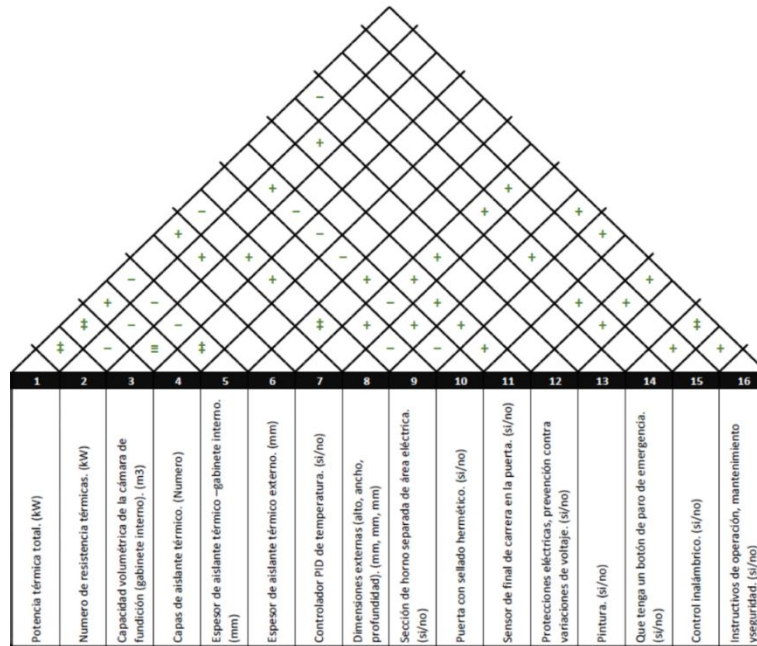 −
+
+ +
− − + +
+ − +
+ + + + + +
− + + + +
+ − − + + +
‡ − − ‡ + + + + ‡
‡ − ≡ ‡ − − + + +
1 2 3 4 5 6 7 8 9 10 11 12 13 14 15 16
Potencia térmica total. (kW)
Numero de resistencia térmicas. (kW)
Capacidad volumétrica de la cámara de
fundición (gabinete interno). (m3)
Capas de aislante térmico. (Numero)
Espesor de aislante térmico –gabinete interno.
(mm)
Espesor de aislante térmico externo. (mm)
Controlador PID de temperatura. (si/no)
Dimensiones externas (alto, ancho,
profundidad). (mm, mm, mm)
Sección de horno separada de área eléctrica.
(si/no)
Puerta con sellado hermético. (si/no)
Sensor de final de carrera en la puerta. (si/no)
Protecciones eléctricas, prevención contra
variaciones de voltaje. (si/no)
Pintura. (si/no)
Que tenga un botón de paro de emergencia.
(si/no)
Control inalámbrico. (si/no)
Instructivos de operación, mantenimiento
yseguridad. (si/no)